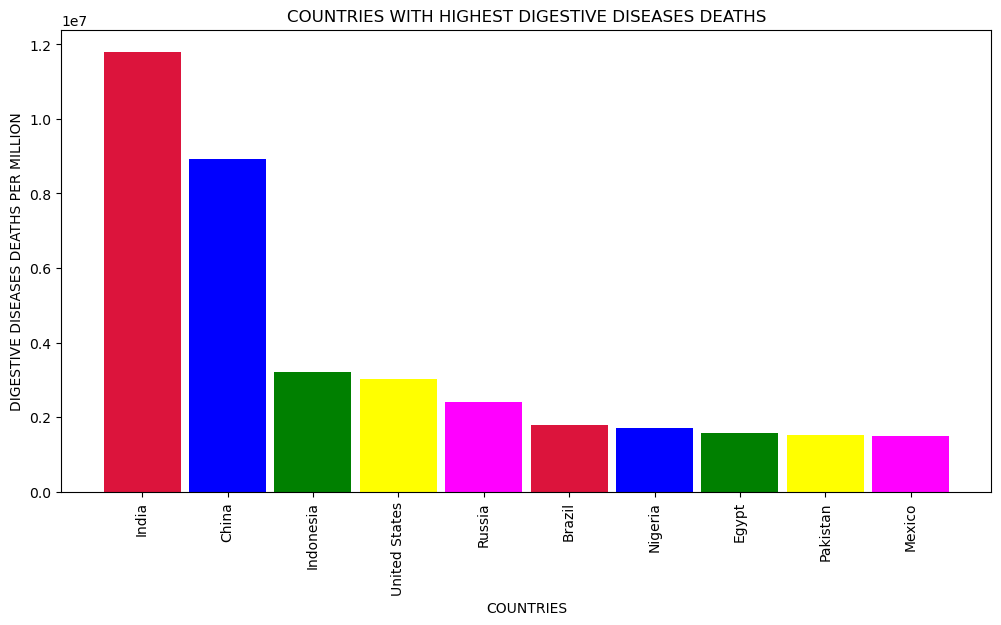 COUNTRIES WITH HIGHEST DIGESTIVE DISEASES DEATHS
1e7
DIGESTIVE DISEASES DEATHS PER MILLION
1.2
1.0
0.8
0.6
0.4
0.2
0.0
India
China
Indonesia
United States
Russia
Brazil
Nigeria
Egypt
Pakistan
Mexico
COUNTRIES